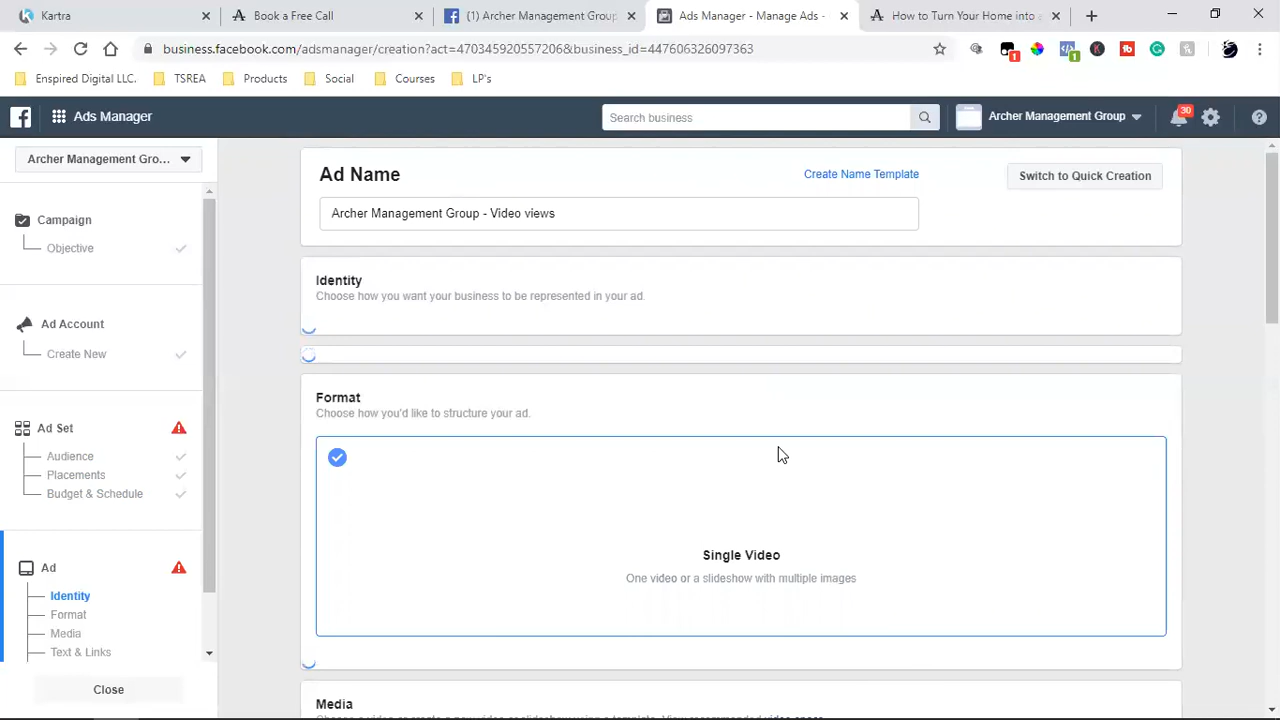 Kartra
Book a Free Call
(1) Archer Management Group
Ads Manager - Manage Ads -
How to Turn Your Home into a
business.facebook.com/adsmanager/creation?act=470345920557206&business_id=447606326097363
1
1
Enspired Digital LLC.
TSREA
Products
Social
Courses
LP's
Ads Manager
Search business
Archer Management Group
30
Archer Management Gro...
Campaign
Objective
Ad Account
Create New
Ad Set
Audience
Placements
Budget & Schedule
Ad
Identity
Format
Media
Text & Links
Close
Ad Name
Create Name Template
Switch to Quick Creation
Archer Management Group - Video views
Identity
Choose how you want your business to be represented in your ad.
Format
Choose how you'd like to structure your ad.
Single Video
One video or a slideshow with multiple images
Media